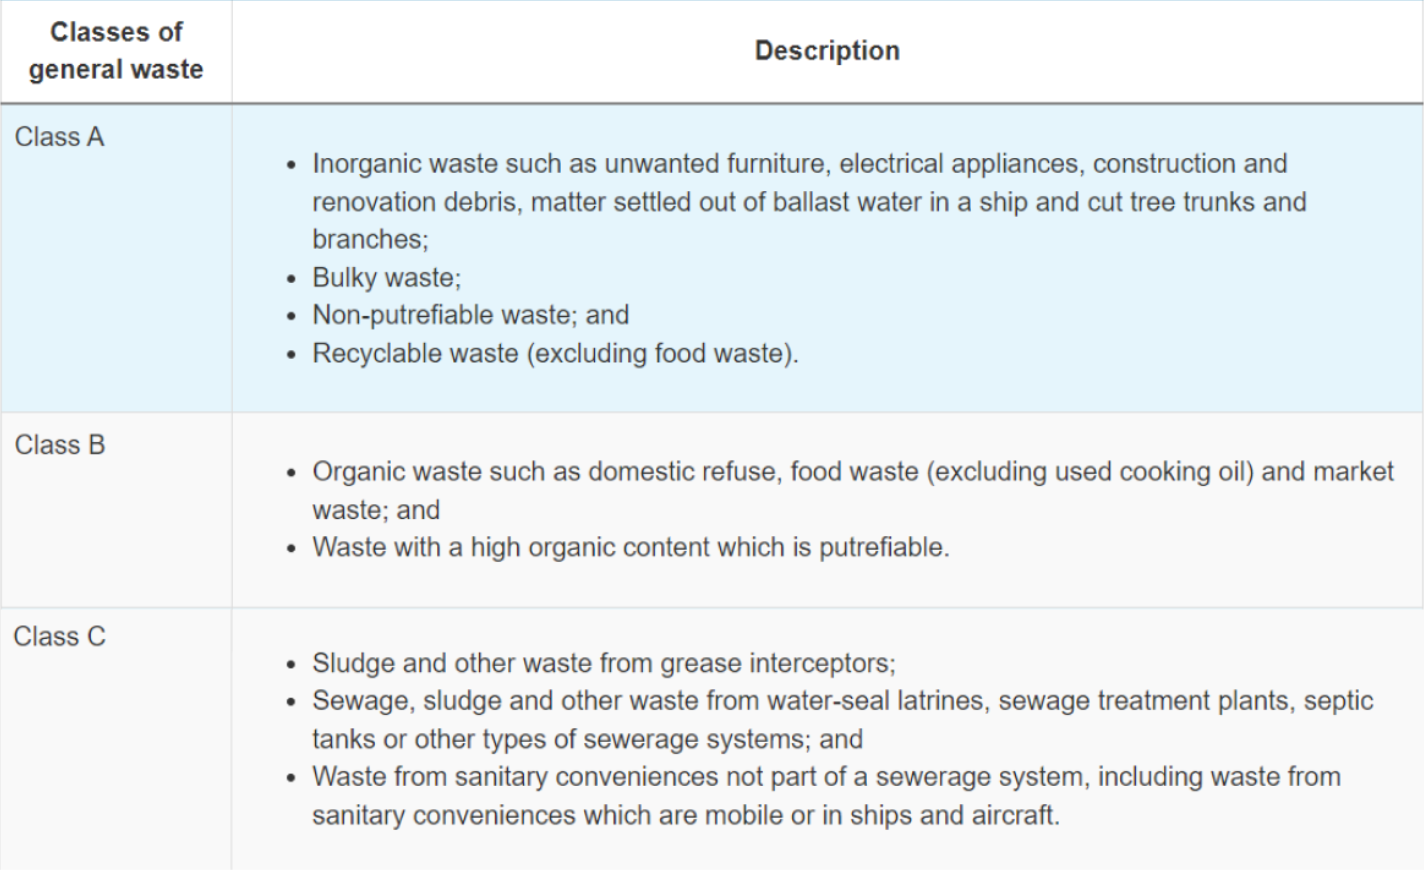 Classes of
general waste
Description
Class A
• Inorganic waste such as unwanted furniture, electrical appliances, construction and
renovation debris, matter settled out of ballast water in a ship and cut tree trunks and
branches;
• Bulky waste;
• Non-putrefiable waste; and
• Recyclable waste (excluding food waste).
Class B
• Organic waste such as domestic refuse, food waste (excluding used cooking oil) and market
waste; and
• Waste with a high organic content which is putrefiable.
Class C
• Sludge and other waste from grease interceptors;
• Sewage, sludge and other waste from water-seal latrines, sewage treatment plants, septic
tanks or other types of sewerage systems; and
• Waste from sanitary conveniences not part of a sewerage system, including waste from
sanitary conveniences which are mobile or in ships and aircraft.